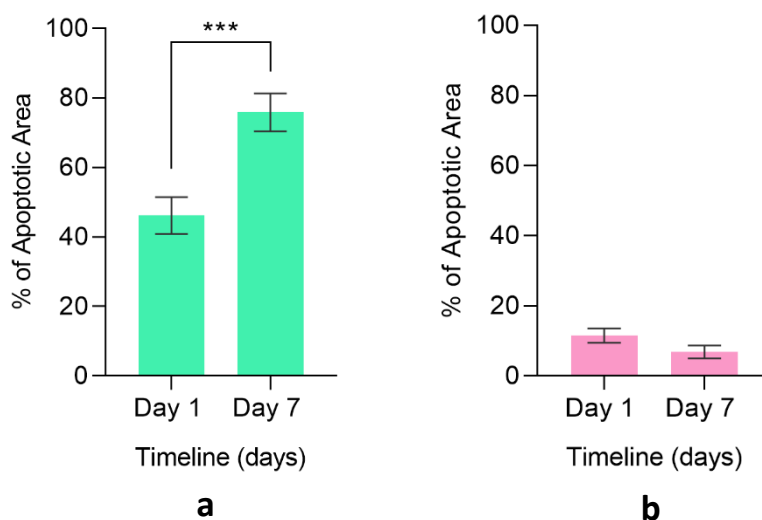 % of Apoptotic Area
100
80
60
40
20
0
***
Day 1 Day 7
Timeline (days)
a
% of Apoptotic Area
100
80
60
40
20
0
Day 1 Day 7
Timeline (days)
b